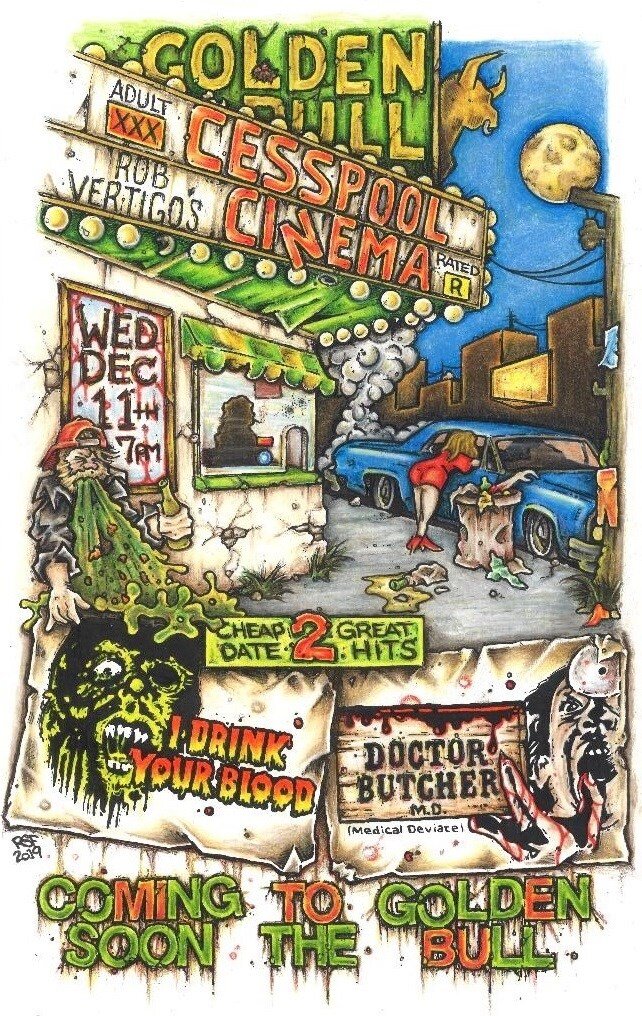 GOLDEN
BULL
ADULT
XXX
CESSPOOL
ROB
VERTIGO'S
CINEMA
RATED
R
WED
DEC
11TH
7PM
CHEAP 2 GREAT
DATE HITS
I DRINK
YOUR BLOOD
DOCTOR
BUTCHER
M.D.
(Medical Deviate)
2019
COMING TO GOLDEN
SOON THE BULL